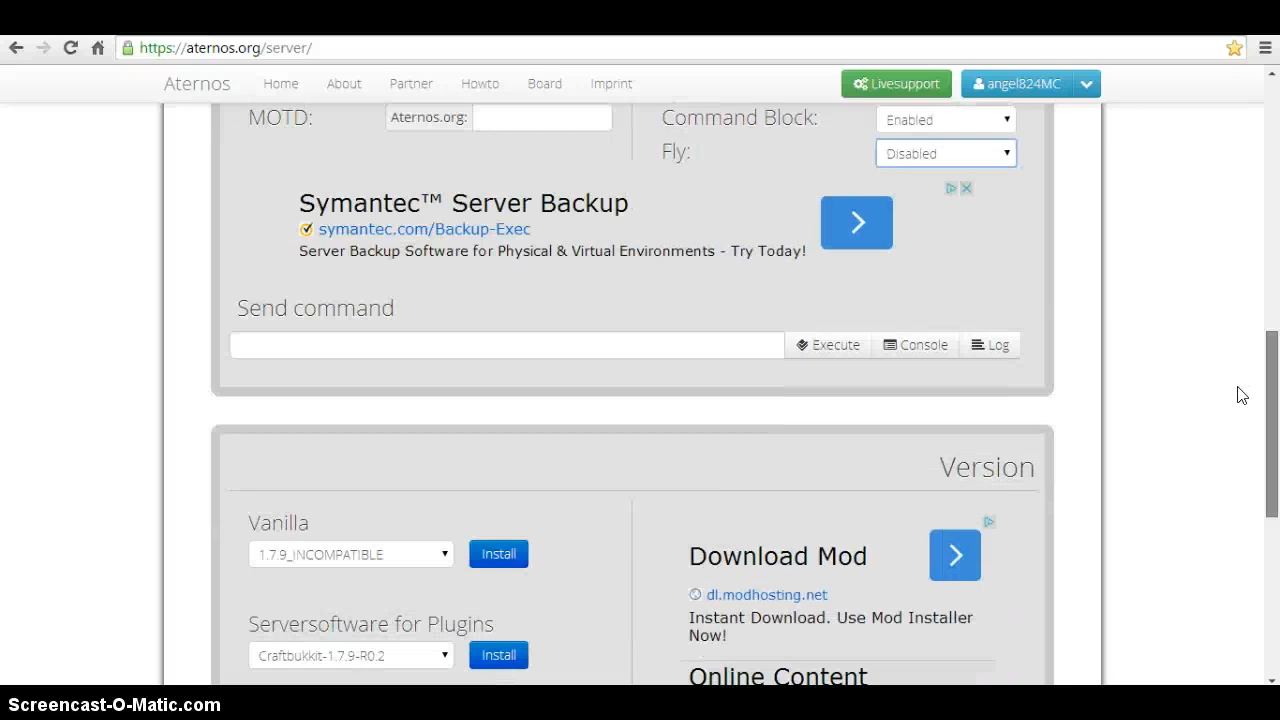 https://aternos.org/server/
Aternos Home About Partner Howto Board Imprint Livesupport angel824MC
MOTD: Aternos.org: Command Block: Enabled
Fly: Disabled
Symantec™ Server Backup
symantec.com/Backup-Exec
Server Backup Software for Physical & Virtual Environments - Try Today!
Send command
Execute Console Log
Version
Vanilla
1.7.9_INCOMPATIBLE Install
Download Mod
dl.modhosting.net
Instant Download. Use Mod Installer
Now!
Serversoftware for Plugins
Craftbukkit-1.7.9-R0.2 Install
Online Content
Screencast-O-Matic.com